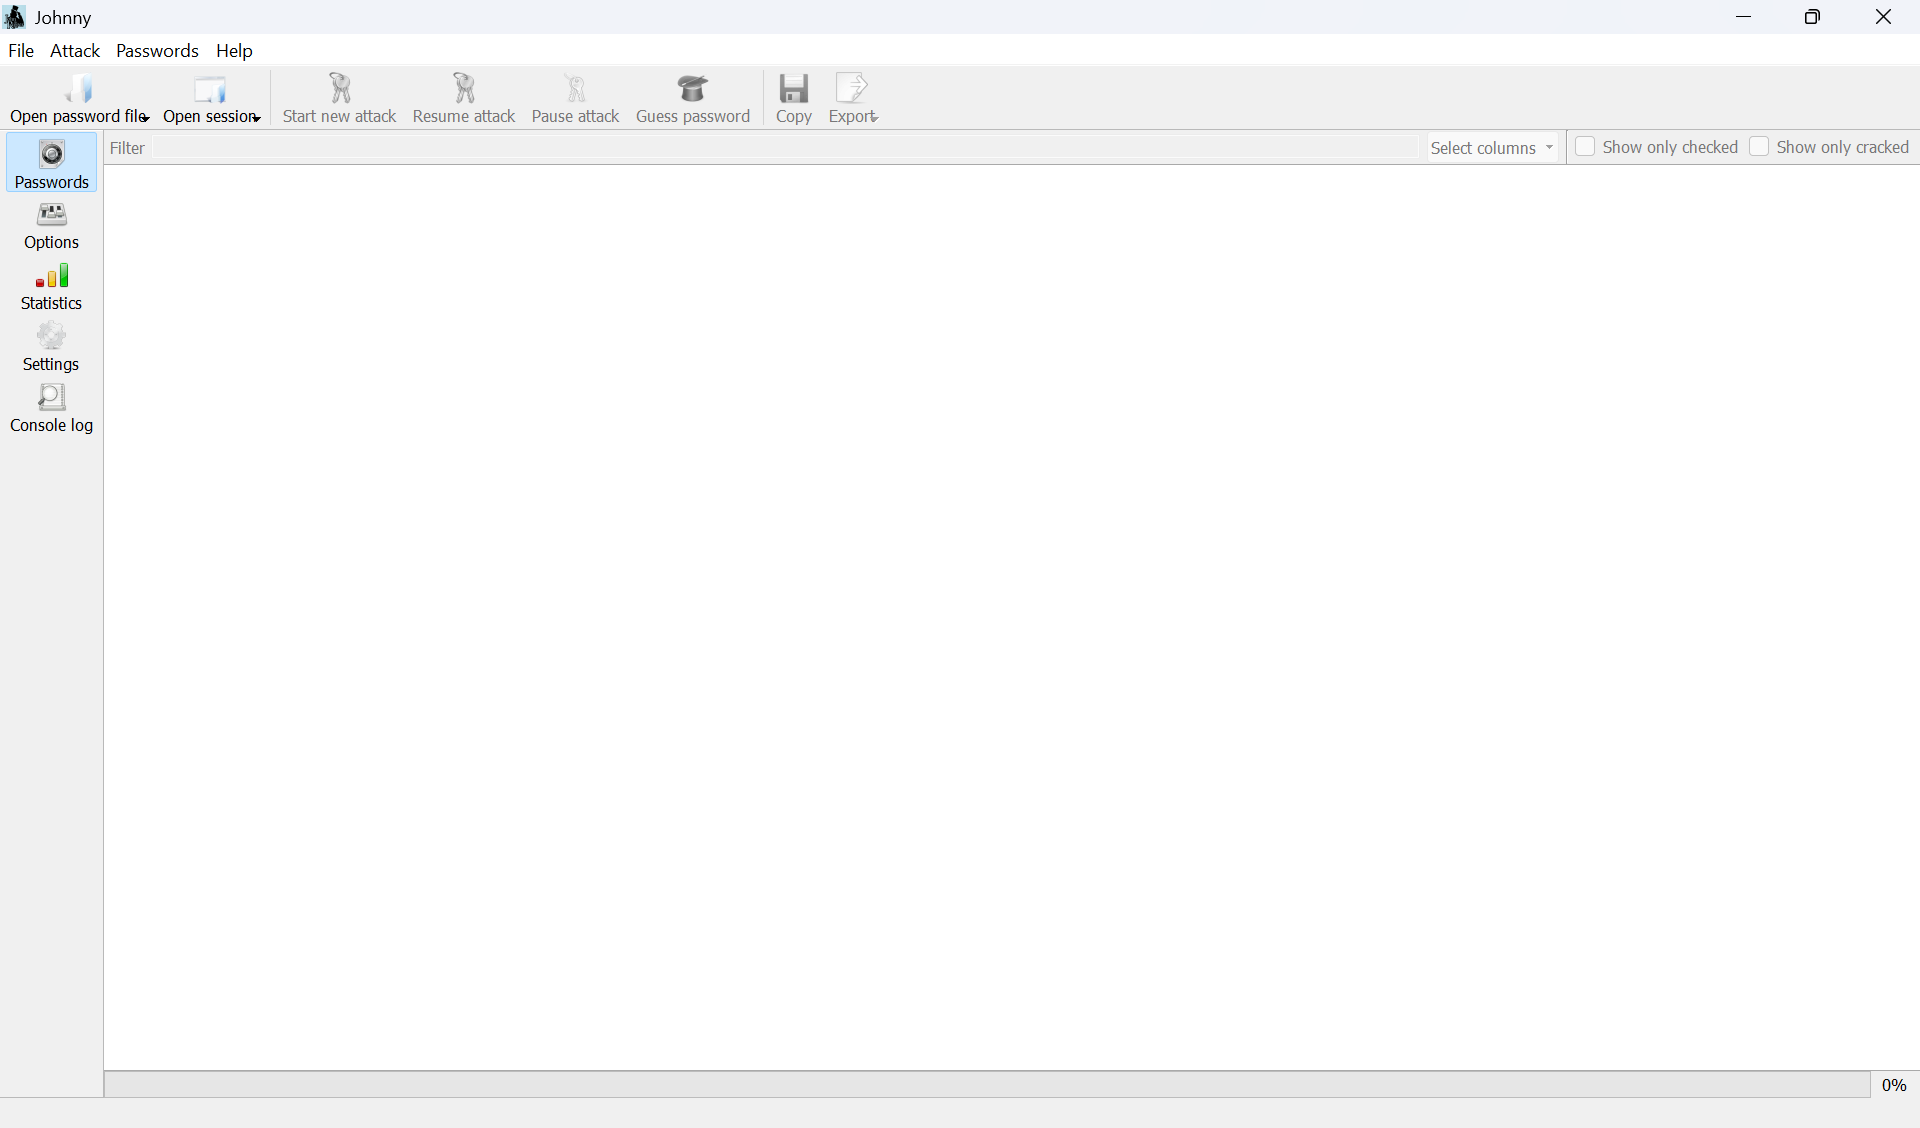 Johnny
File Attack Passwords Help
Open password file Open session Start new attack Resume attack Pause attack Guess password Copy Export
Passwords
Filter Select columns Show only checked Show only cracked
Options
Statistics
Settings
Console log
0%